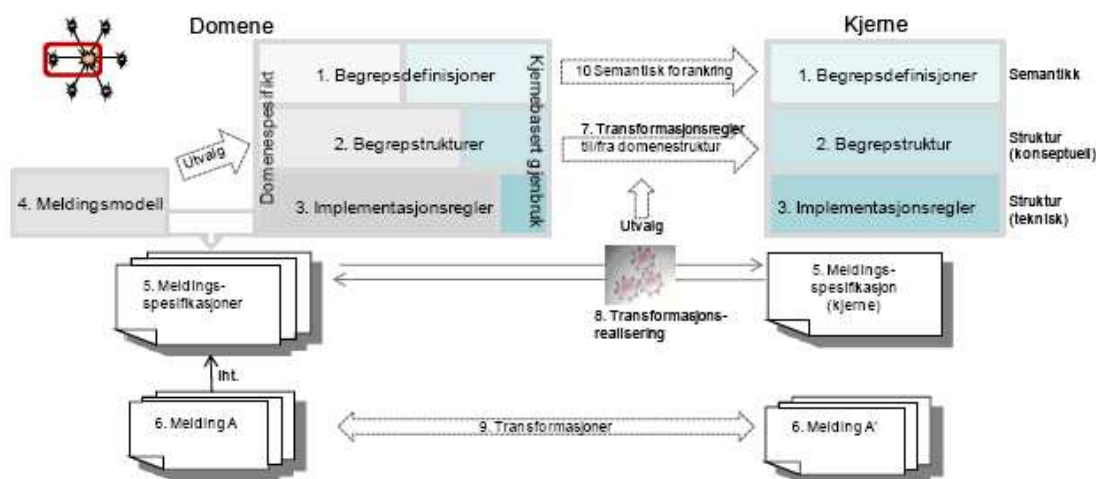 Domene
Kjerne
Domenespesifikt
1. Begrepsdefinisjoner
2. Begrepstrukturer
3. Implementasjonsregler
Kjernebasert gjenbruk
10 Semantisk forankring
7. Transformasjonsregler
til/fra domenestruktur
Utvalg
1. Begrepsdefinisjoner
2. Begrepstruktur
3. Implementasjonsregler
Semantikk
Struktur
(konseptuell)
Struktur
(teknisk)
Utvalg
4. Meldingsmodell
5. Meldings-
spesifikasjoner
8. Transformasjons-
realisering
5. Meldings-
spesifikasjon
(kjerne)
Iht.
6. Melding A
9. Transformasjoner
6. Melding A'